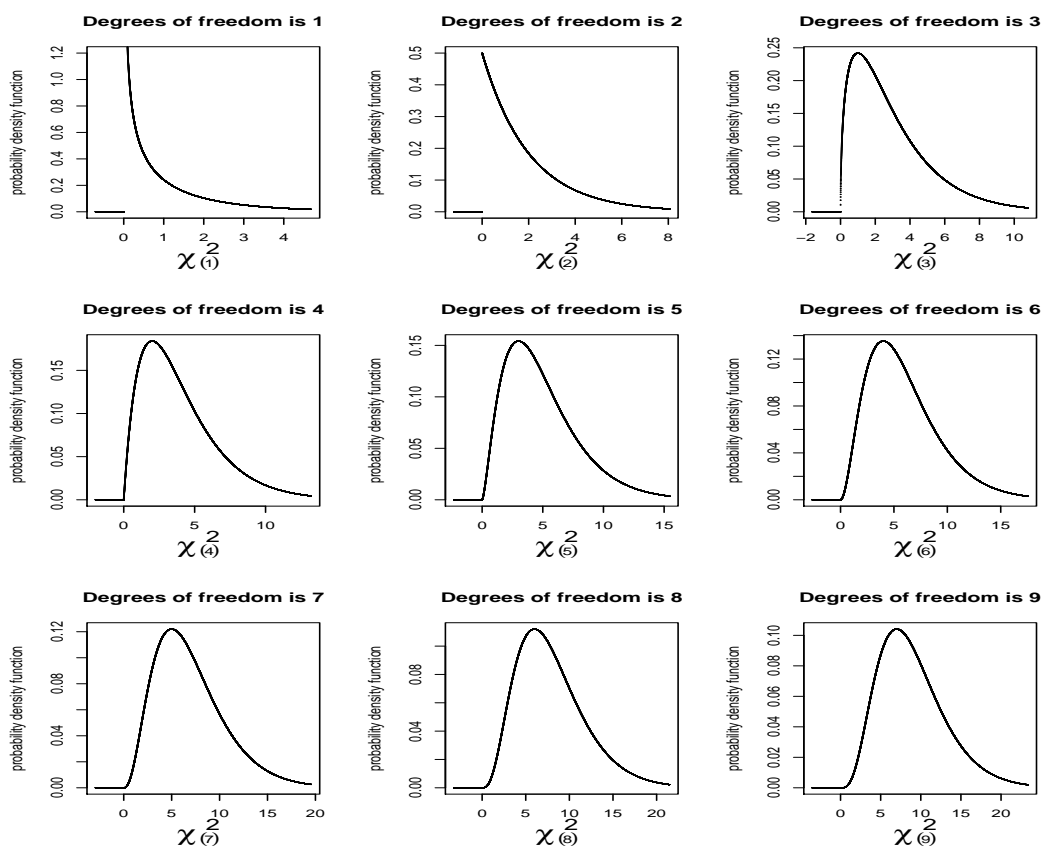 Degrees of freedom is 1
probability density function
0.0 0.2 0.4 0.6 0.8 1.0 1.2
0 1 2 3 4
χ²(1)
Degrees of freedom is 2
probability density function
0.0 0.1 0.2 0.3 0.4 0.5
0 2 4 6 8
χ²(2)
Degrees of freedom is 3
probability density function
0.00 0.05 0.10 0.15 0.20 0.25
−2 0 2 4 6 8 10
χ²(3)
Degrees of freedom is 4
probability density function
0.00 0.05 0.10 0.15
0 5 10
χ²(4)
Degrees of freedom is 5
probability density function
0.00 0.05 0.10 0.15
0 5 10 15
χ²(5)
Degrees of freedom is 6
probability density function
0.00 0.04 0.08 0.12
0 5 10 15
χ²(6)
Degrees of freedom is 7
probability density function
0.00 0.04 0.08 0.12
0 5 10 15 20
χ²(7)
Degrees of freedom is 8
probability density function
0.00 0.04 0.08
0 5 10 15 20
χ²(8)
Degrees of freedom is 9
probability density function
0.00 0.02 0.04 0.06 0.08 0.10
0 5 10 15 20
χ²(9)